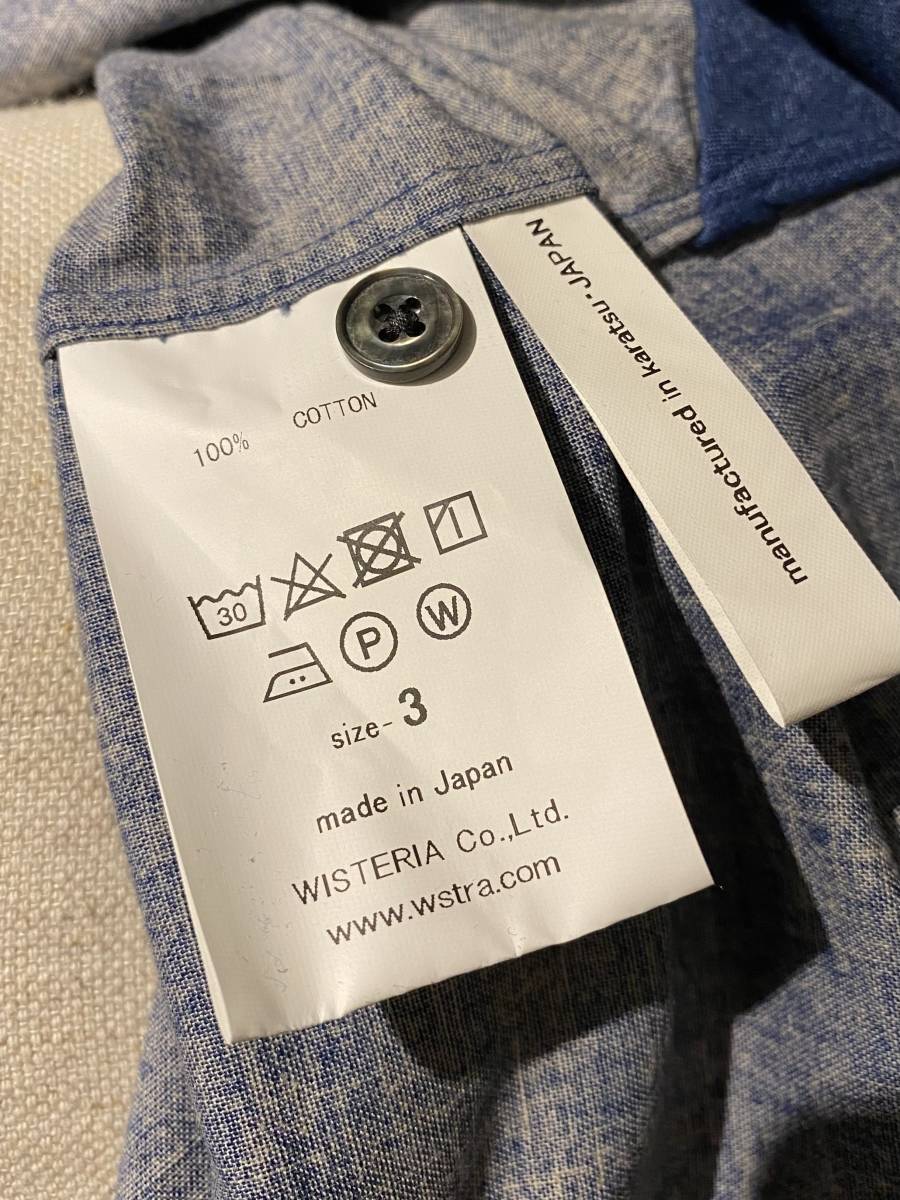 100% COTTON
30
P W
size-3
made in Japan
WISTERIA Co.,Ltd.
www.wstra.com
manufactured in karatsu・JAPAN